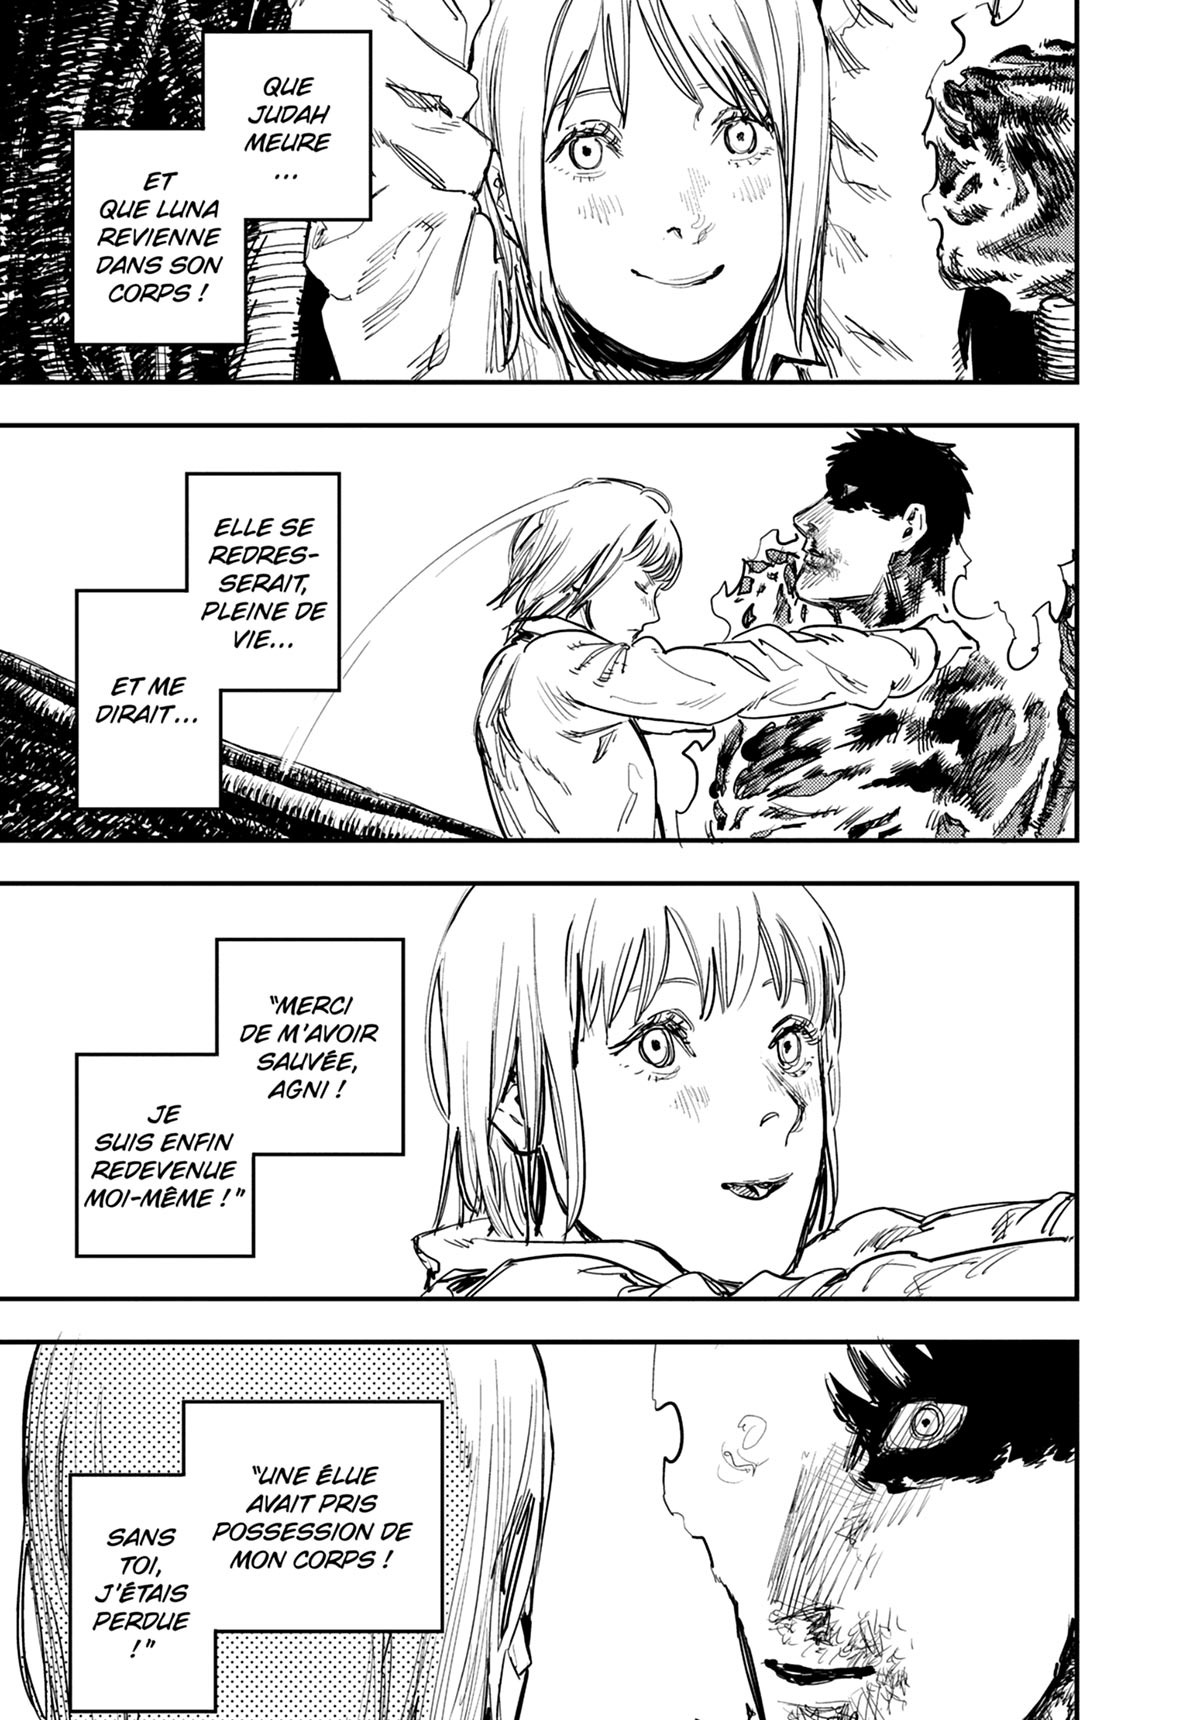 QUE
JUDAH
MEURE
...
ET
QUE LUNA
REVIENNE
DANS SON
CORPS !
ELLE SE
REDRES-
SERAIT,
PLEINE DE
VIE...
ET ME
DIRAIT...
"MERCI
DE M'AVOIR
SAUVÉE,
AGNI !
JE
SUIS ENFIN
REDEVENUE
MOI-MÊME !"
"UNE ÉLUE
AVAIT PRIS
POSSESSION DE
MON CORPS !
SANS
TOI,
J'ÉTAIS
PERDUE
!"